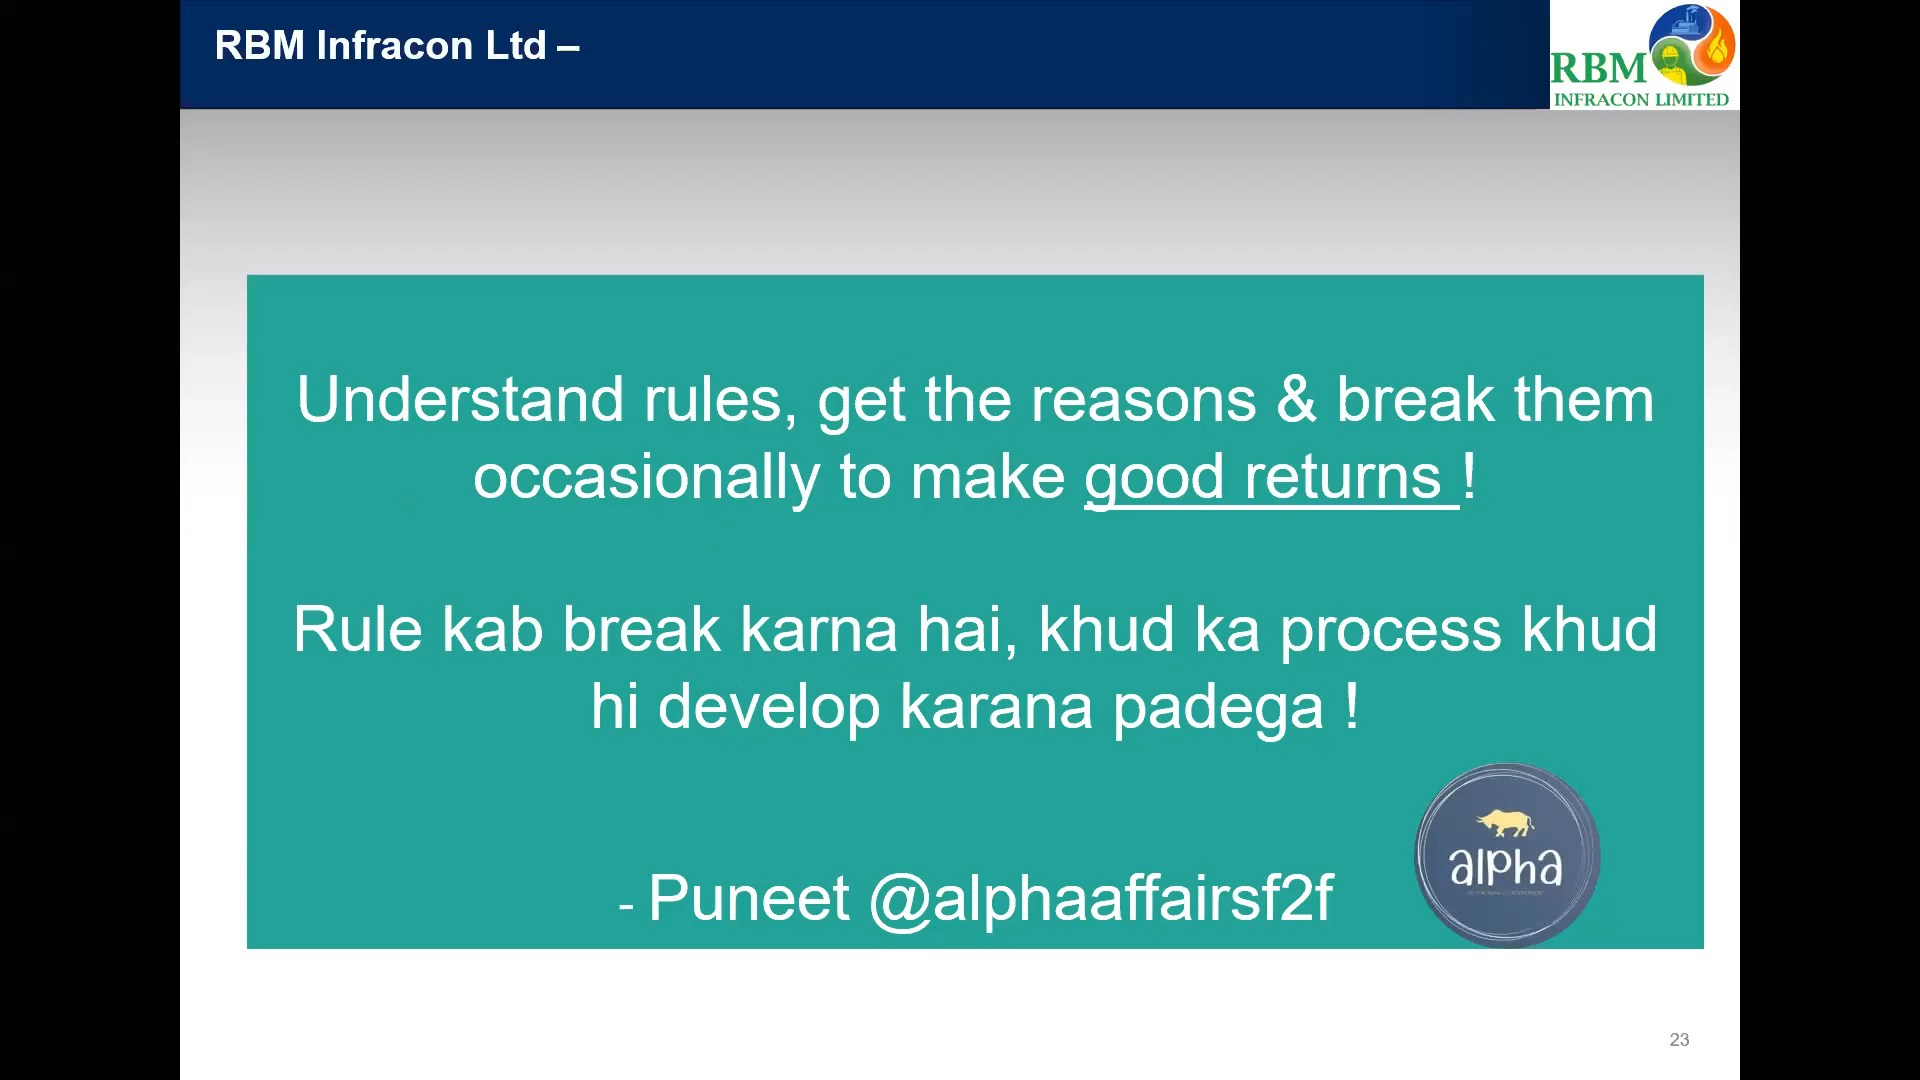 RBM Infracon Ltd –
RBM
INFRACON LIMITED
Understand rules, get the reasons & break them
occasionally to make good returns !
Rule kab break karna hai, khud ka process khud
hi develop karana padega !
- Puneet @alphaaffairsf2f
alpha
23